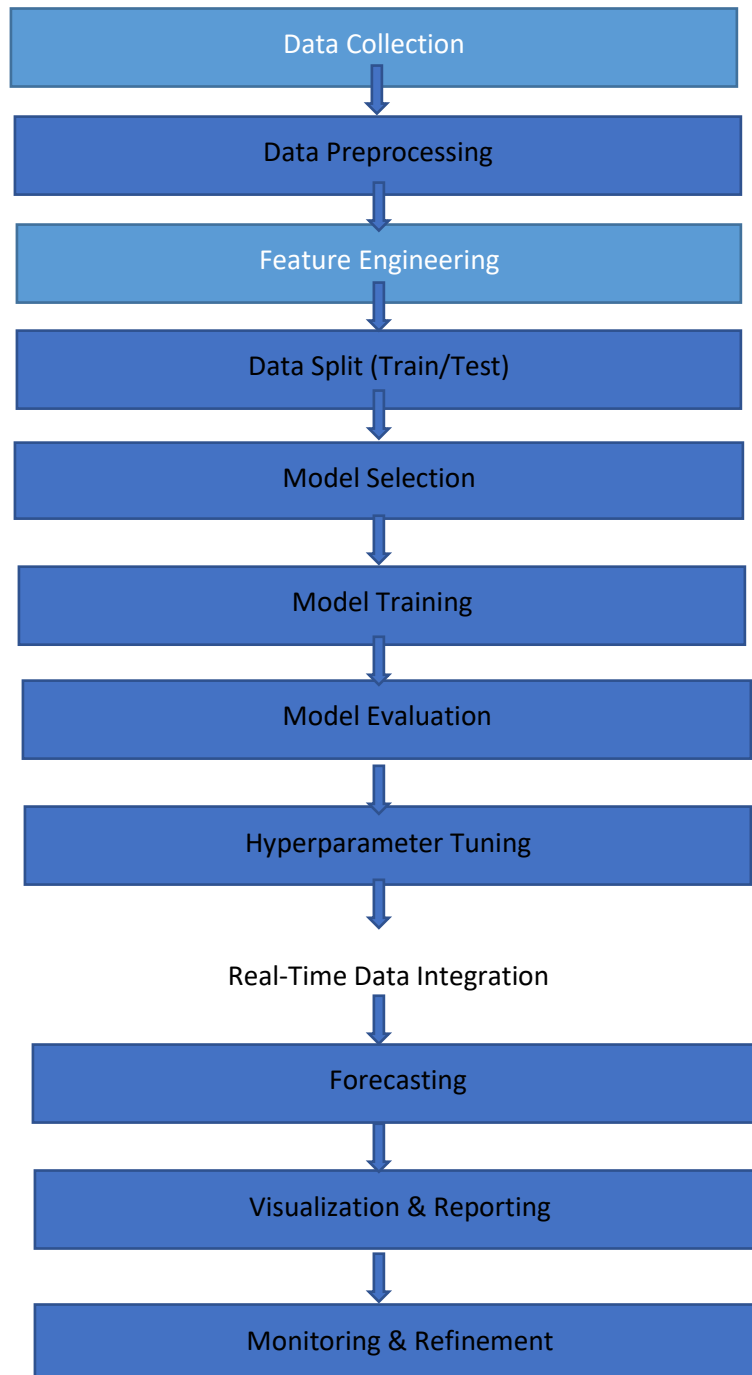 Data Collection
Data Preprocessing
Feature Engineering
Data Split (Train/Test)
Model Selection
Model Training
Model Evaluation
Hyperparameter Tuning
Real-Time Data Integration
Forecasting
Visualization & Reporting
Monitoring & Refinement